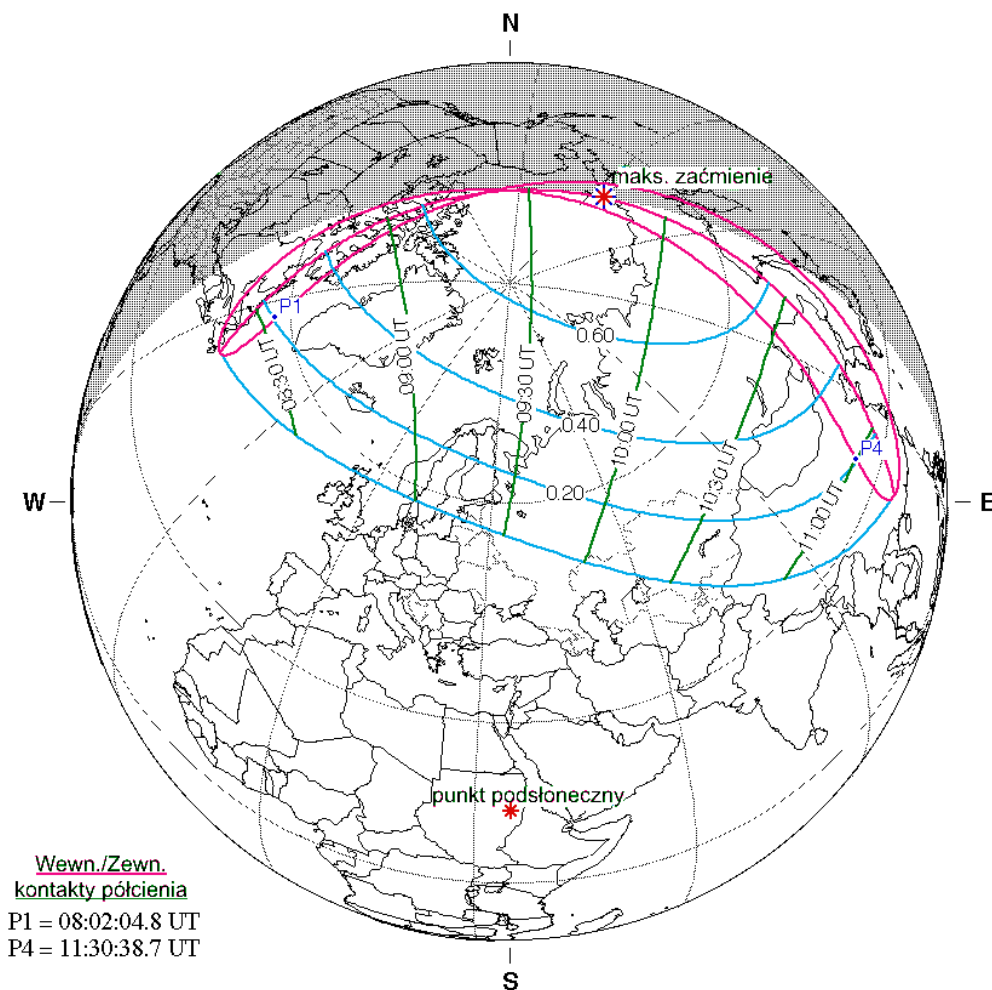 N
maks. zaćmienie
P1
0.60
08:30 UT
09:00 UT
09:30 UT
0.40
10:00 UT
P4
10:30 UT
W
0.20
E
11:00 UT
punkt podsłoneczny
Wewn./Zewn.
kontakty półcienia
P1 = 08:02:04.8 UT
P4 = 11:30:38.7 UT
S